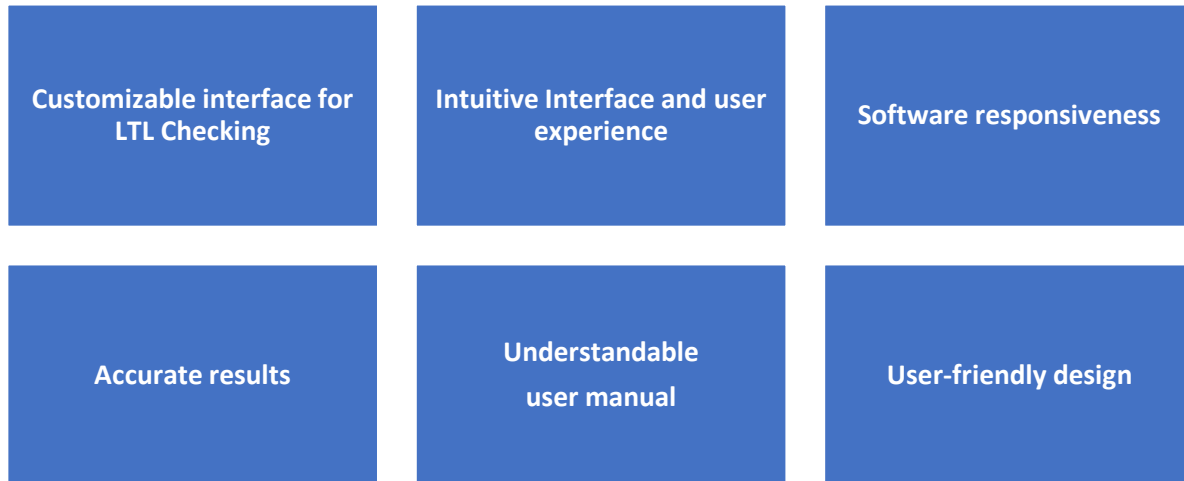 Customizable interface for
LTL Checking
Intuitive Interface and user
experience
Software responsiveness
Accurate results
Understandable
user manual
User-friendly design